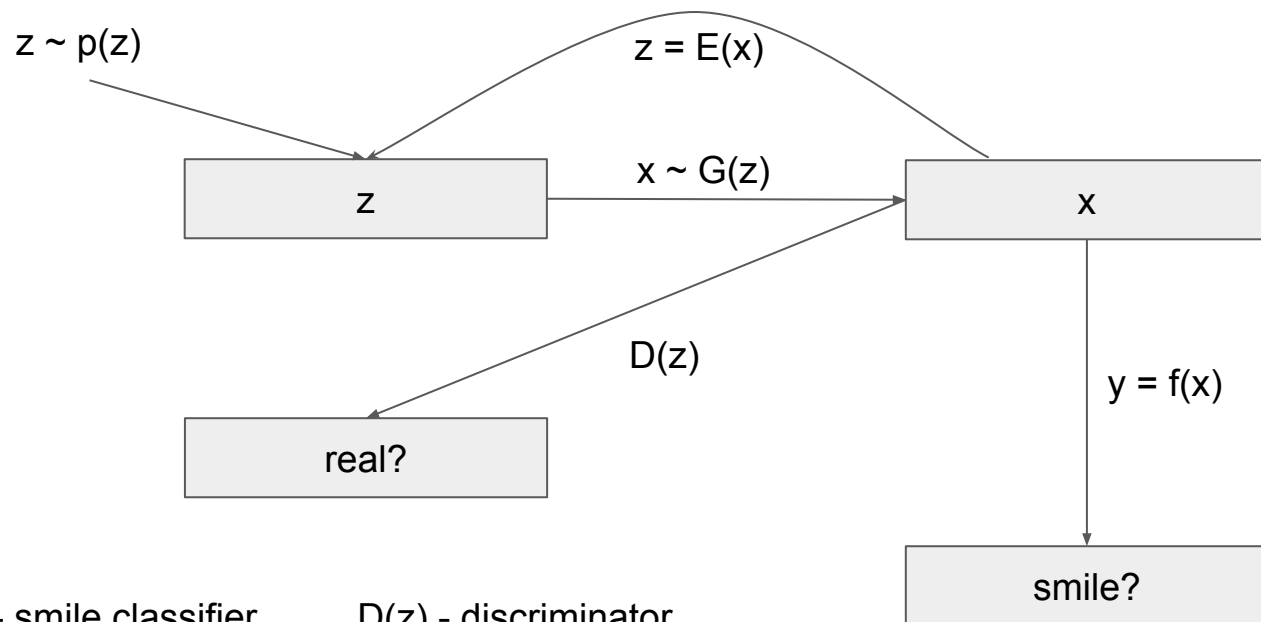 z ~ p(z)
z = E(x)
x ~ G(z)
z
x
D(z)
y = f(x)
real?
smile?
- smile classifier
D(z) - discriminator